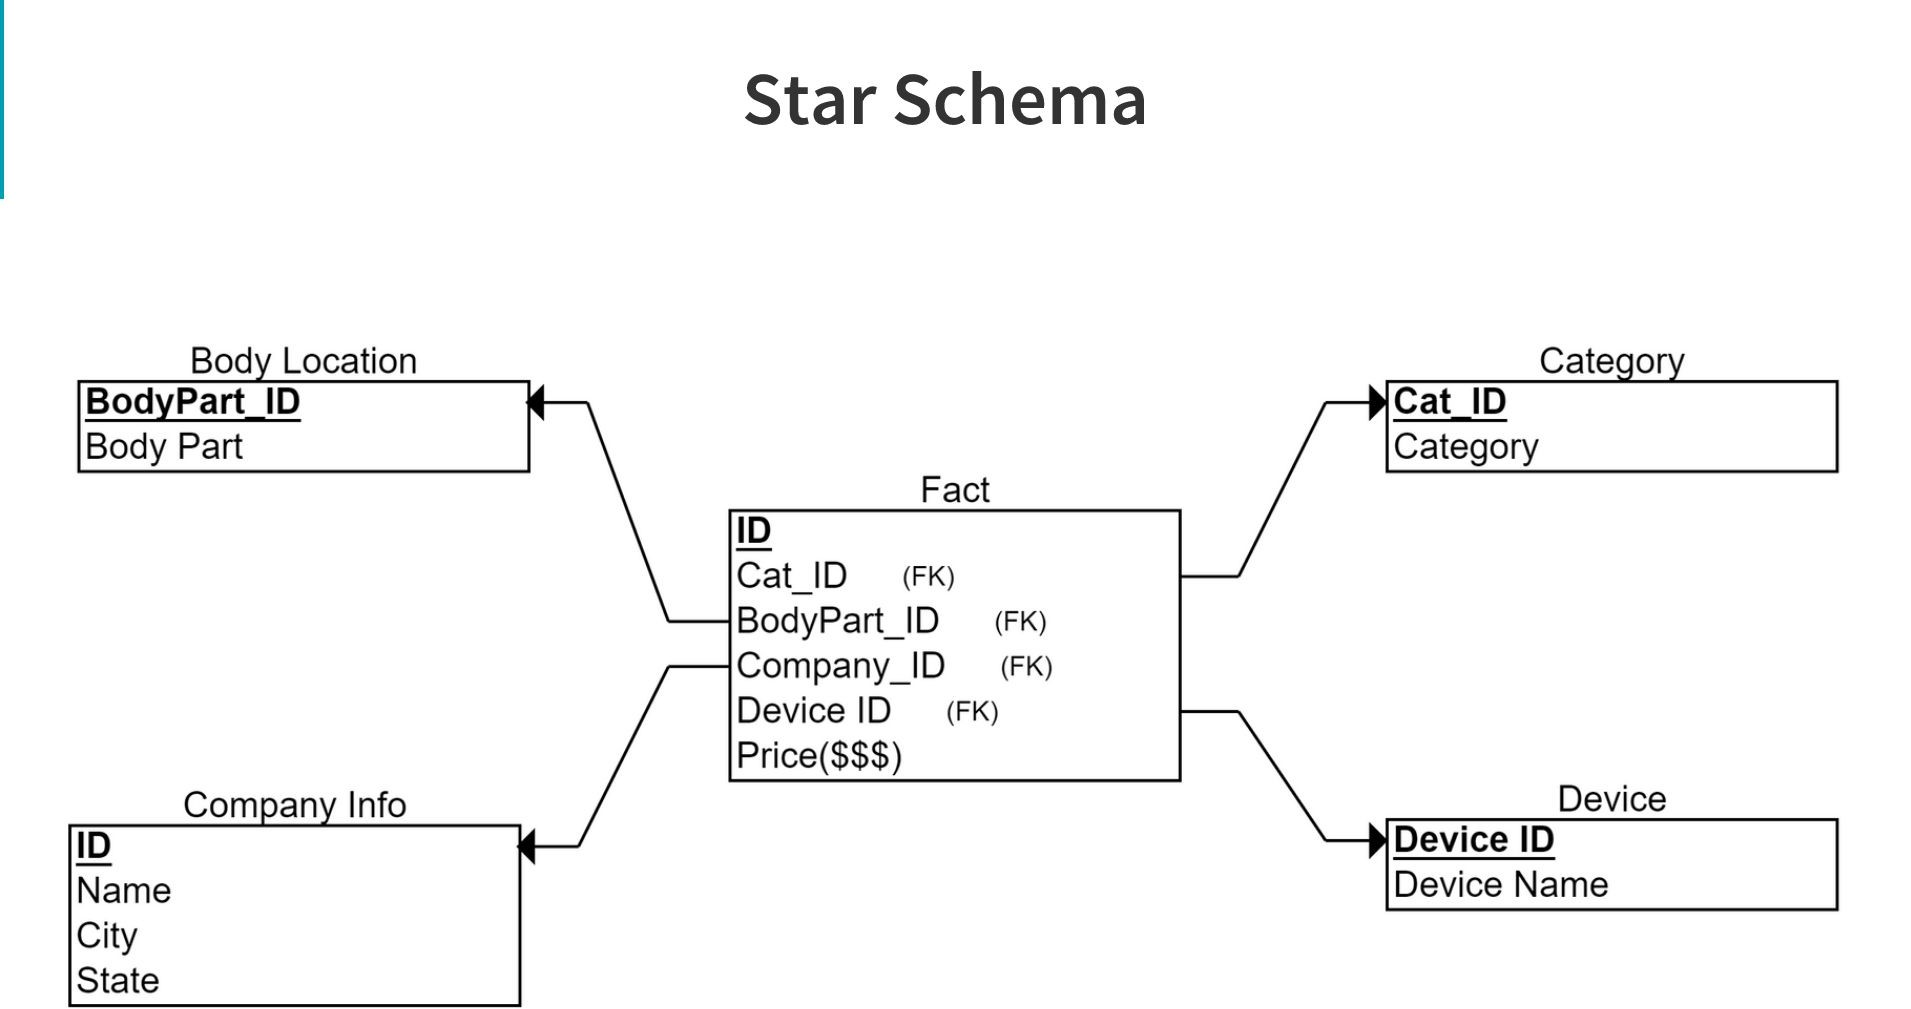 Star Schema
Body Location
BodyPart_ID
Body Part
Category
Cat_ID
Category
Fact
ID
Cat_ID (FK)
BodyPart_ID (FK)
Company_ID (FK)
Device ID (FK)
Price($$$)
Company Info
ID
Name
City
State
Device
Device ID
Device Name